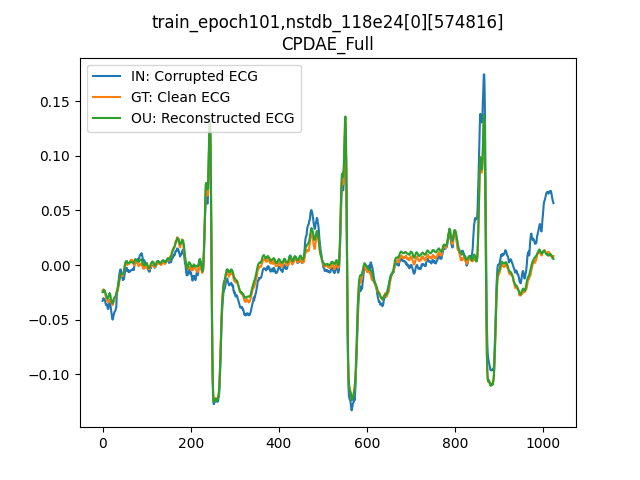 train_epoch101,nstdb_118e24[0][574816]
CPDAE_Full
IN: Corrupted ECG
GT: Clean ECG
OU: Reconstructed ECG
0.15
0.10
0.05
0.00
−0.05
−0.10
0 200 400 600 800 1000